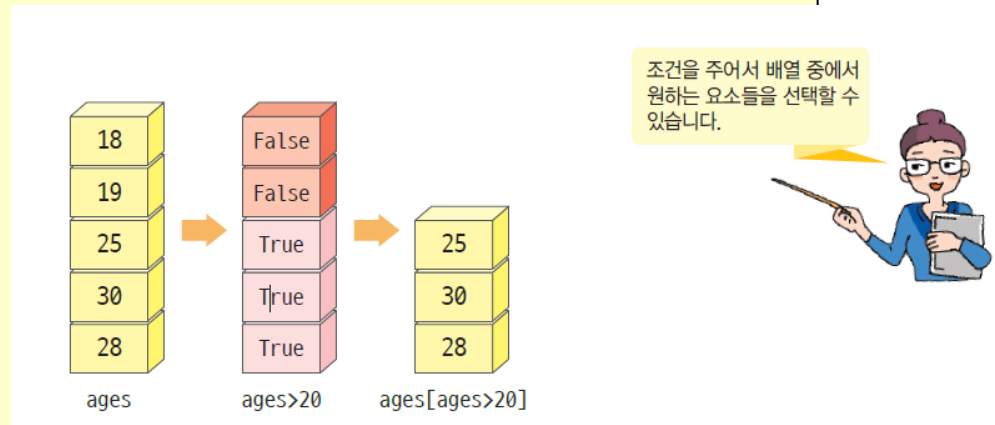 조건을 주어서 배열 중에서
원하는 요소들을 선택할 수
있습니다.
18
19
25
30
28
ages
False
False
True
True
True
ages>20
25
30
28
ages[ages>20]